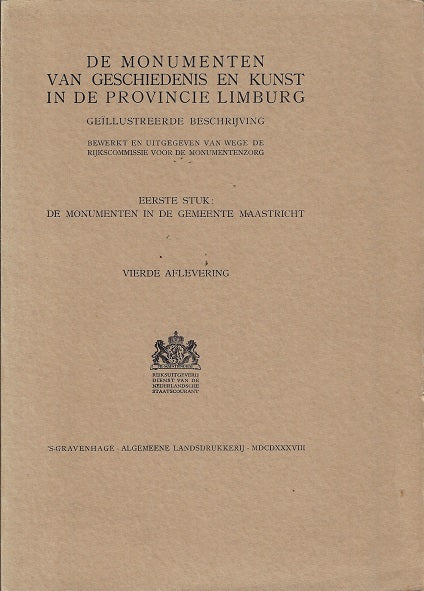 DE MONUMENTEN
VAN GESCHIEDENIS EN KUNST
IN DE PROVINCIE LIMBURG
GEÏLLUSTREERDE BESCHRIJVING
BEWERKT EN UITGEGEVEN VAN WEGE DE
RIJKSCOMMISSIE VOOR DE MONUMENTENZORG
EERSTE STUK:
DE MONUMENTEN IN DE GEMEENTE MAASTRICHT
VIERDE AFLEVERING
RIJKSUITGEVERIJ
DIENST VAN DE
NEDERLANDSCHE
STAATSCOURANT
'S-GRAVENHAGE - ALGEMEENE LANDSDRUKKERIJ - MDCDXXXVIII